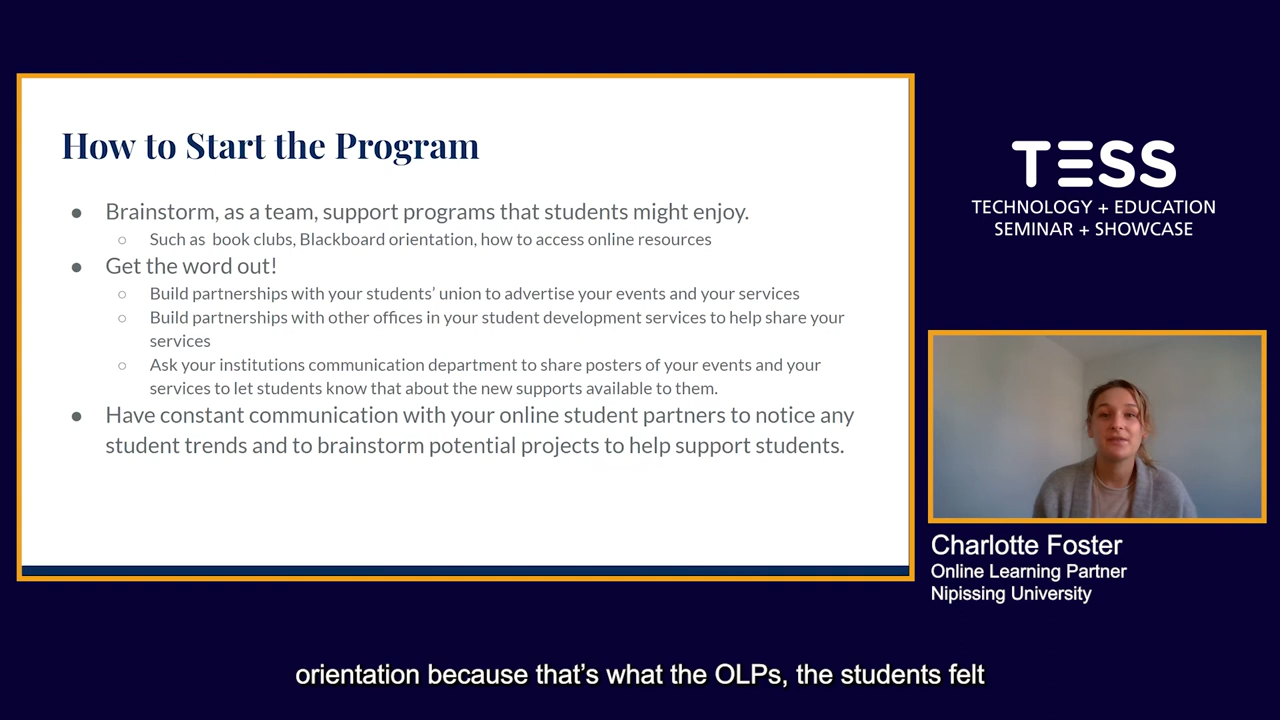 How to Start the Program
● Brainstorm, as a team, support programs that students might enjoy.
○ Such as book clubs, Blackboard orientation, how to access online resources
● Get the word out!
○ Build partnerships with your students' union to advertise your events and your services
○ Build partnerships with other offices in your student development services to help share your
services
○ Ask your institutions communication department to share posters of your events and your
services to let students know that about the new supports available to them.
● Have constant communication with your online student partners to notice any
student trends and to brainstorm potential projects to help support students.
TESS
TECHNOLOGY + EDUCATION
SEMINAR + SHOWCASE
Charlotte Foster
Online Learning Partner
Nipissing University
orientation because that's what the OLPs, the students felt